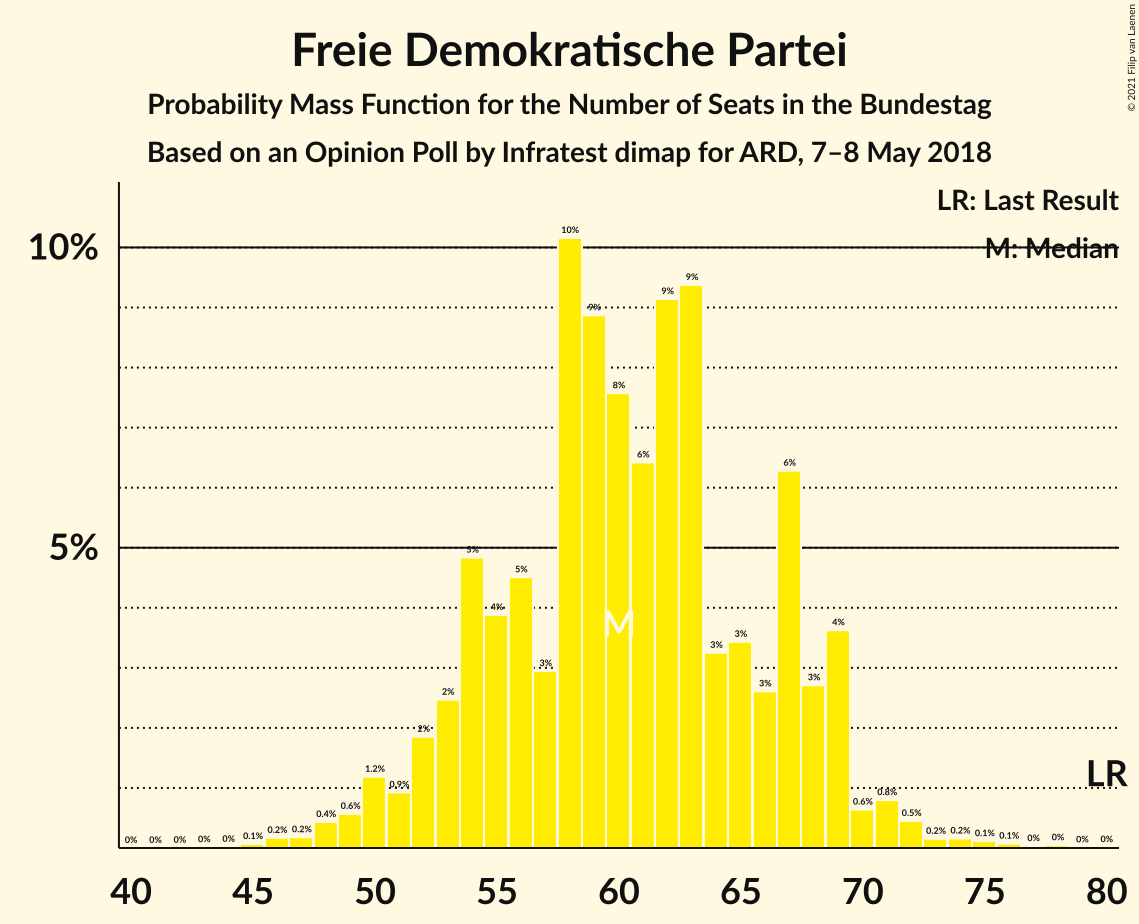 Freie Demokratische Partei
Probability Mass Function for the Number of Seats in the Bundestag
Based on an Opinion Poll by Infratest dimap for ARD, 7–8 May 2018
© 2021 Filip van Laenen
LR: Last Result
M: Median
10%
5%
0% 0% 0% 0% 0% 0.1% 0.2% 0.2% 0.4% 0.6% 1.2% 0.9% 2% 2% 5% 4% 5% 3% 10% 9% 8% 6% 9% 9% 3% 3% 3% 6% 3% 4% 0.6% 0.8% 0.5% 0.2% 0.2% 0.1% 0.1% 0% 0% 0% 0%
M
LR
40 45 50 55 60 65 70 75 80